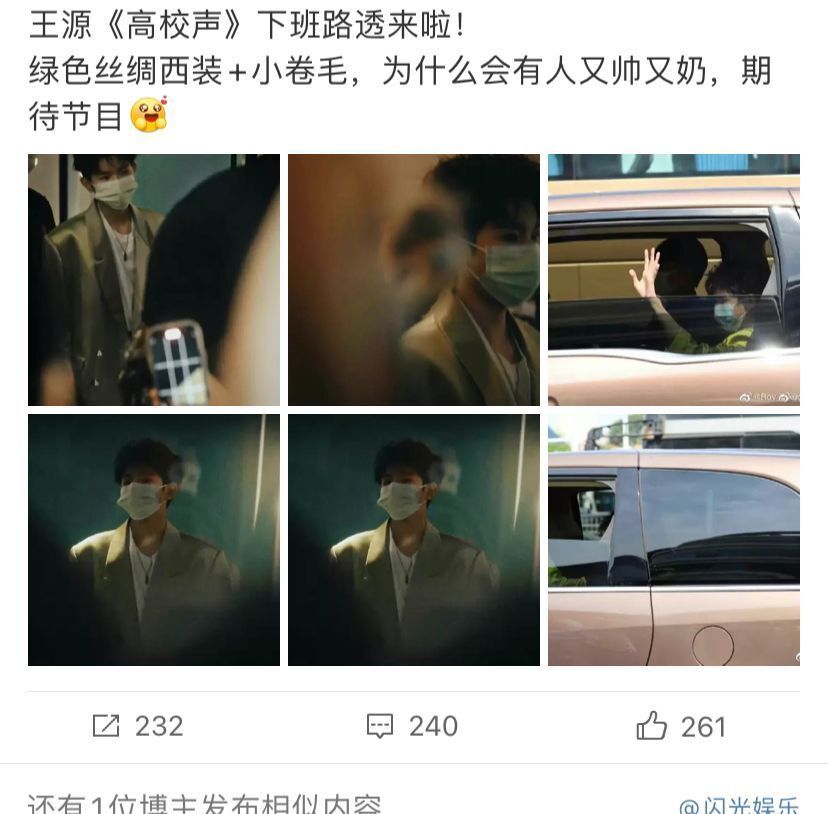 王源《高校声》下班路透来啦！
绿色丝绸西装+小卷毛，为什么会有人又帅又奶，期
待节目
232
240
261
还有1位博主发布相似内容
@闪光娱乐